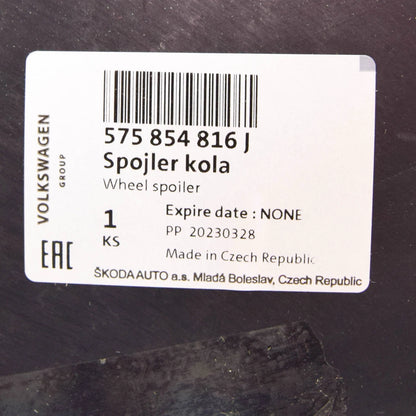 575 854 816 J
Spojler kola
Wheel spoiler
VOLKSWAGEN
GROUP
1
KS
Expire date : NONE
PP 20230328
Made in Czech Republic
EAC
ŠKODA AUTO a.s. Mladá Boleslav, Czech Republic